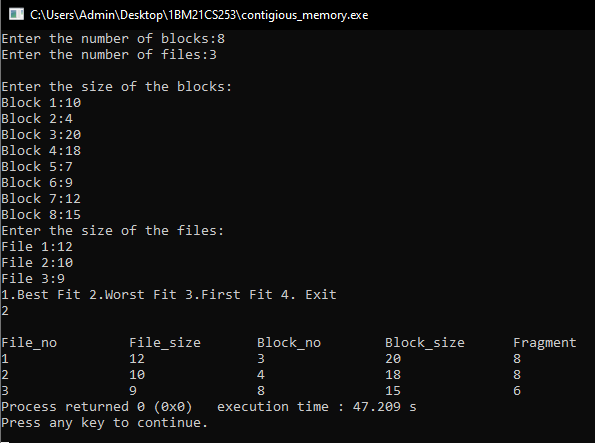 C:\Users\Admin\Desktop\1BM21CS253\contigious_memory.exe
Enter the number of blocks:8
Enter the number of files:3
Enter the size of the blocks:
Block 1:10
Block 2:4
Block 3:20
Block 4:18
Block 5:7
Block 6:9
Block 7:12
Block 8:15
Enter the size of the files:
File 1:12
File 2:10
File 3:9
1.Best Fit 2.Worst Fit 3.First Fit 4. Exit
2
File_no File_size Block_no Block_size Fragment
1 12 3 20 8
2 10 4 18 8
3 9 8 15 6
Process returned 0 (0x0) execution time : 47.209 s
Press any key to continue.